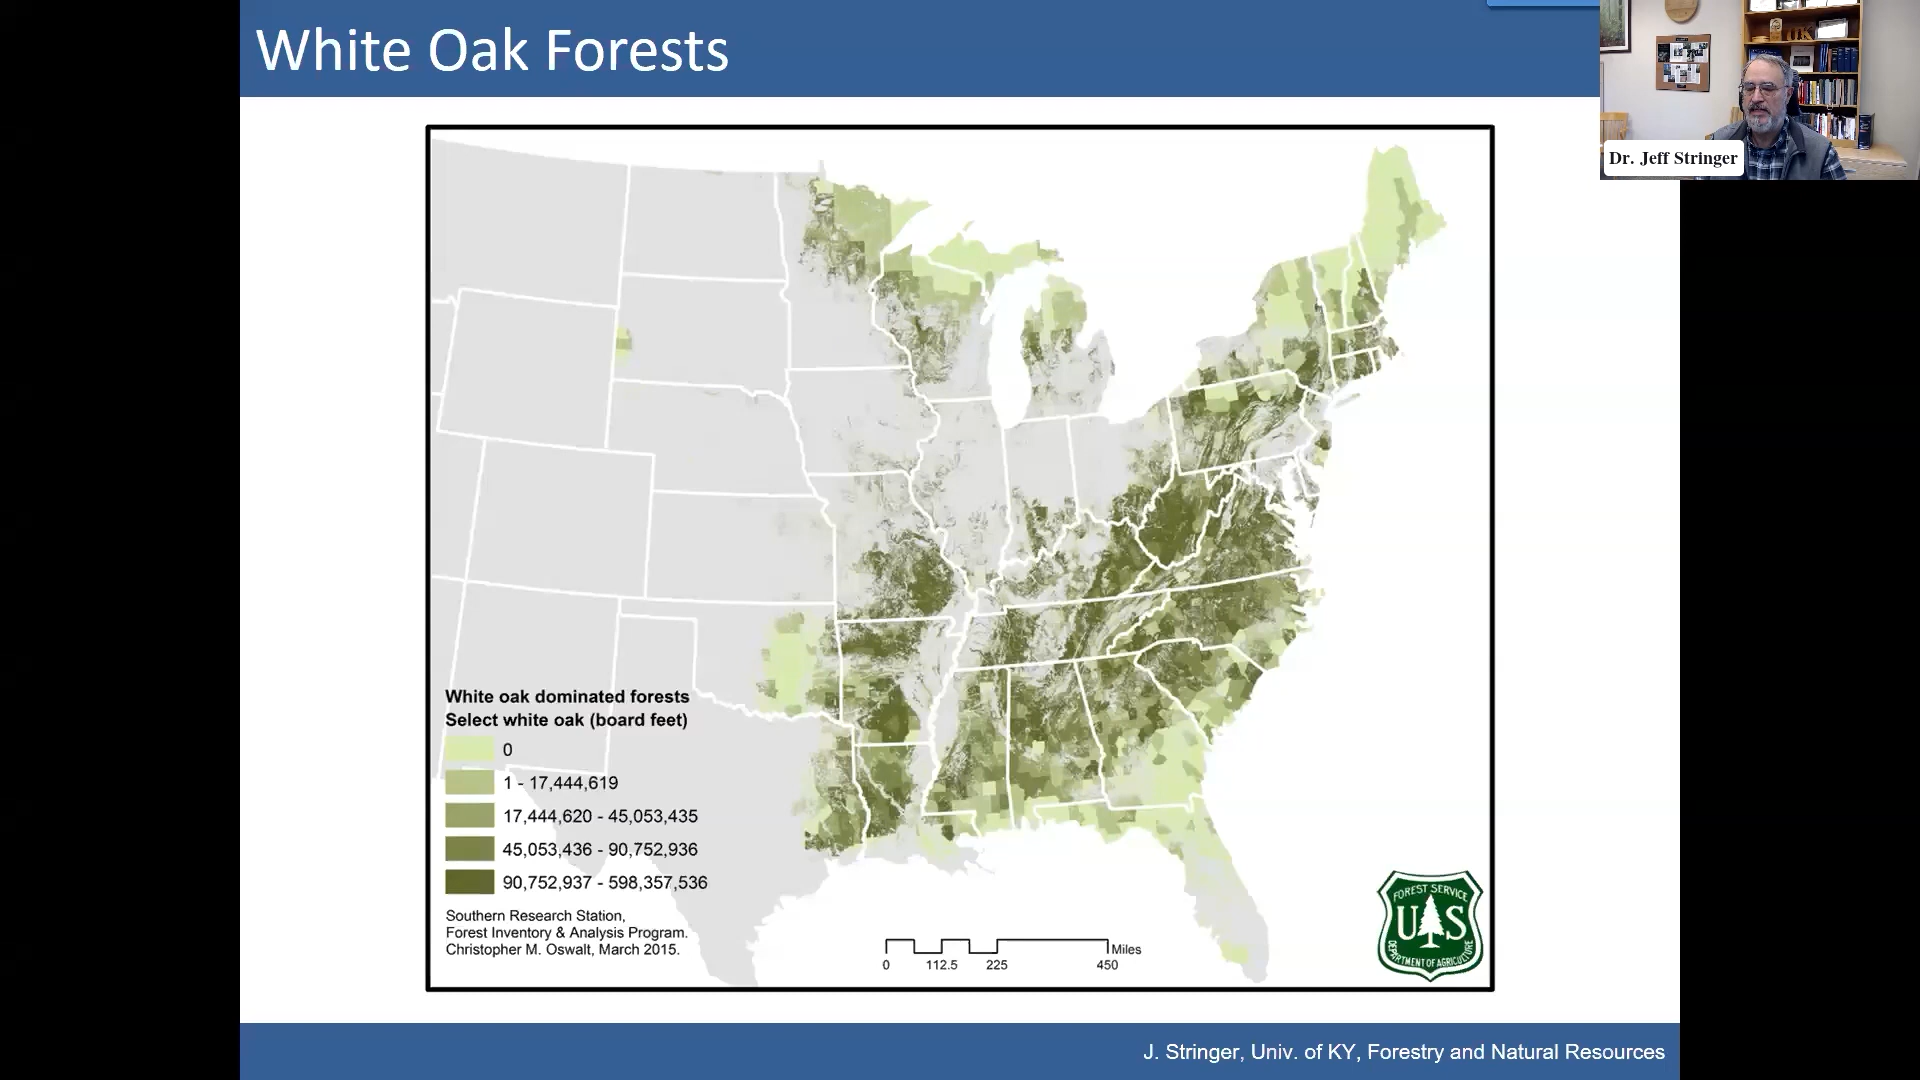 White Oak Forests
Dr. Jeff Stringer
White oak dominated forests
Select white oak (board feet)
0
1 - 17,444,619
17,444,620 - 45,053,435
45,053,436 - 90,752,936
90,752,937 - 598,357,536
Southern Research Station,
Forest Inventory & Analysis Program.
Christopher M. Oswalt, March 2015.
Miles
0 112.5 225 450
FOREST SERVICE
US
DEPARTMENT OF AGRICULTURE
J. Stringer, Univ. of KY, Forestry and Natural Resources